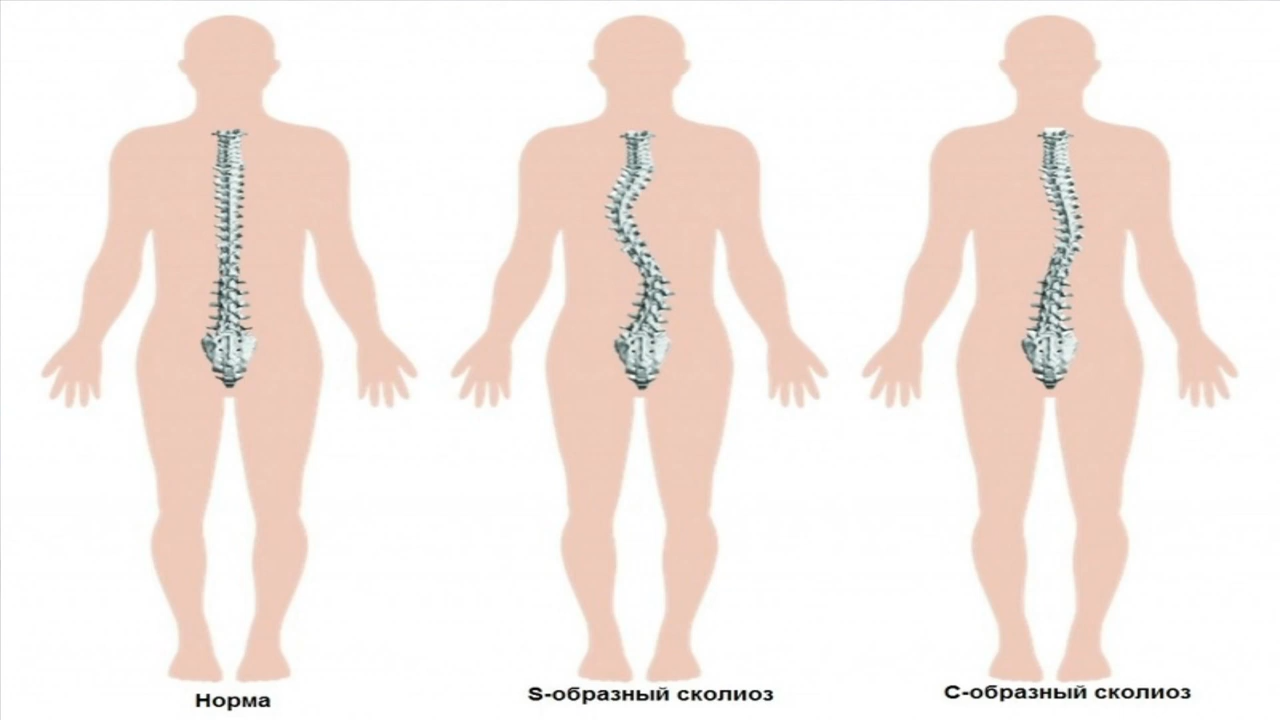 Норма
S-образный сколиоз
С-образный сколиоз